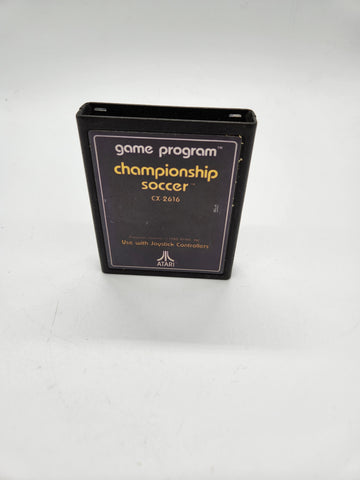 game program™
championship
soccer™
CX 2616
Use with Joystick Controllers
ATARI